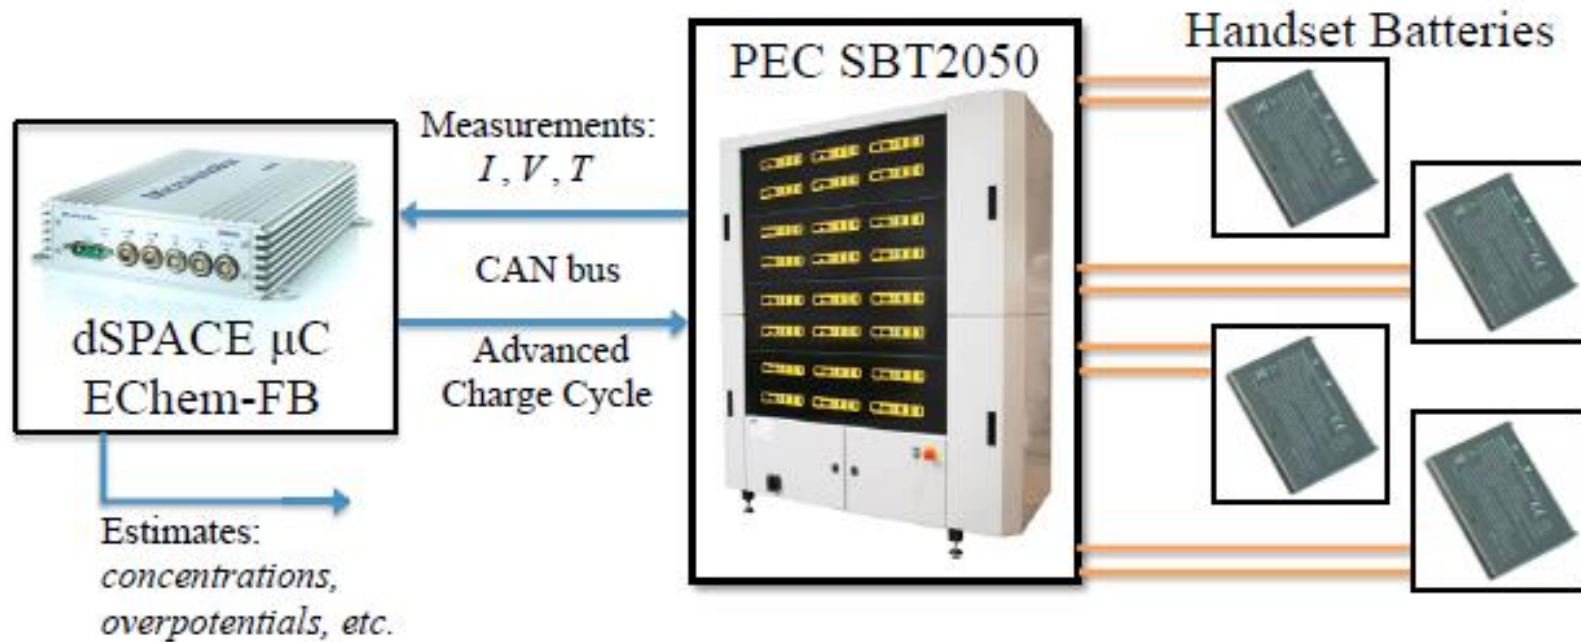 Handset Batteries
PEC SBT2050
Measurements:
I, V, T
CAN bus
Advanced
Charge Cycle
dSPACE μC
EChem-FB
Estimates:
concentrations,
overpotentials, etc.